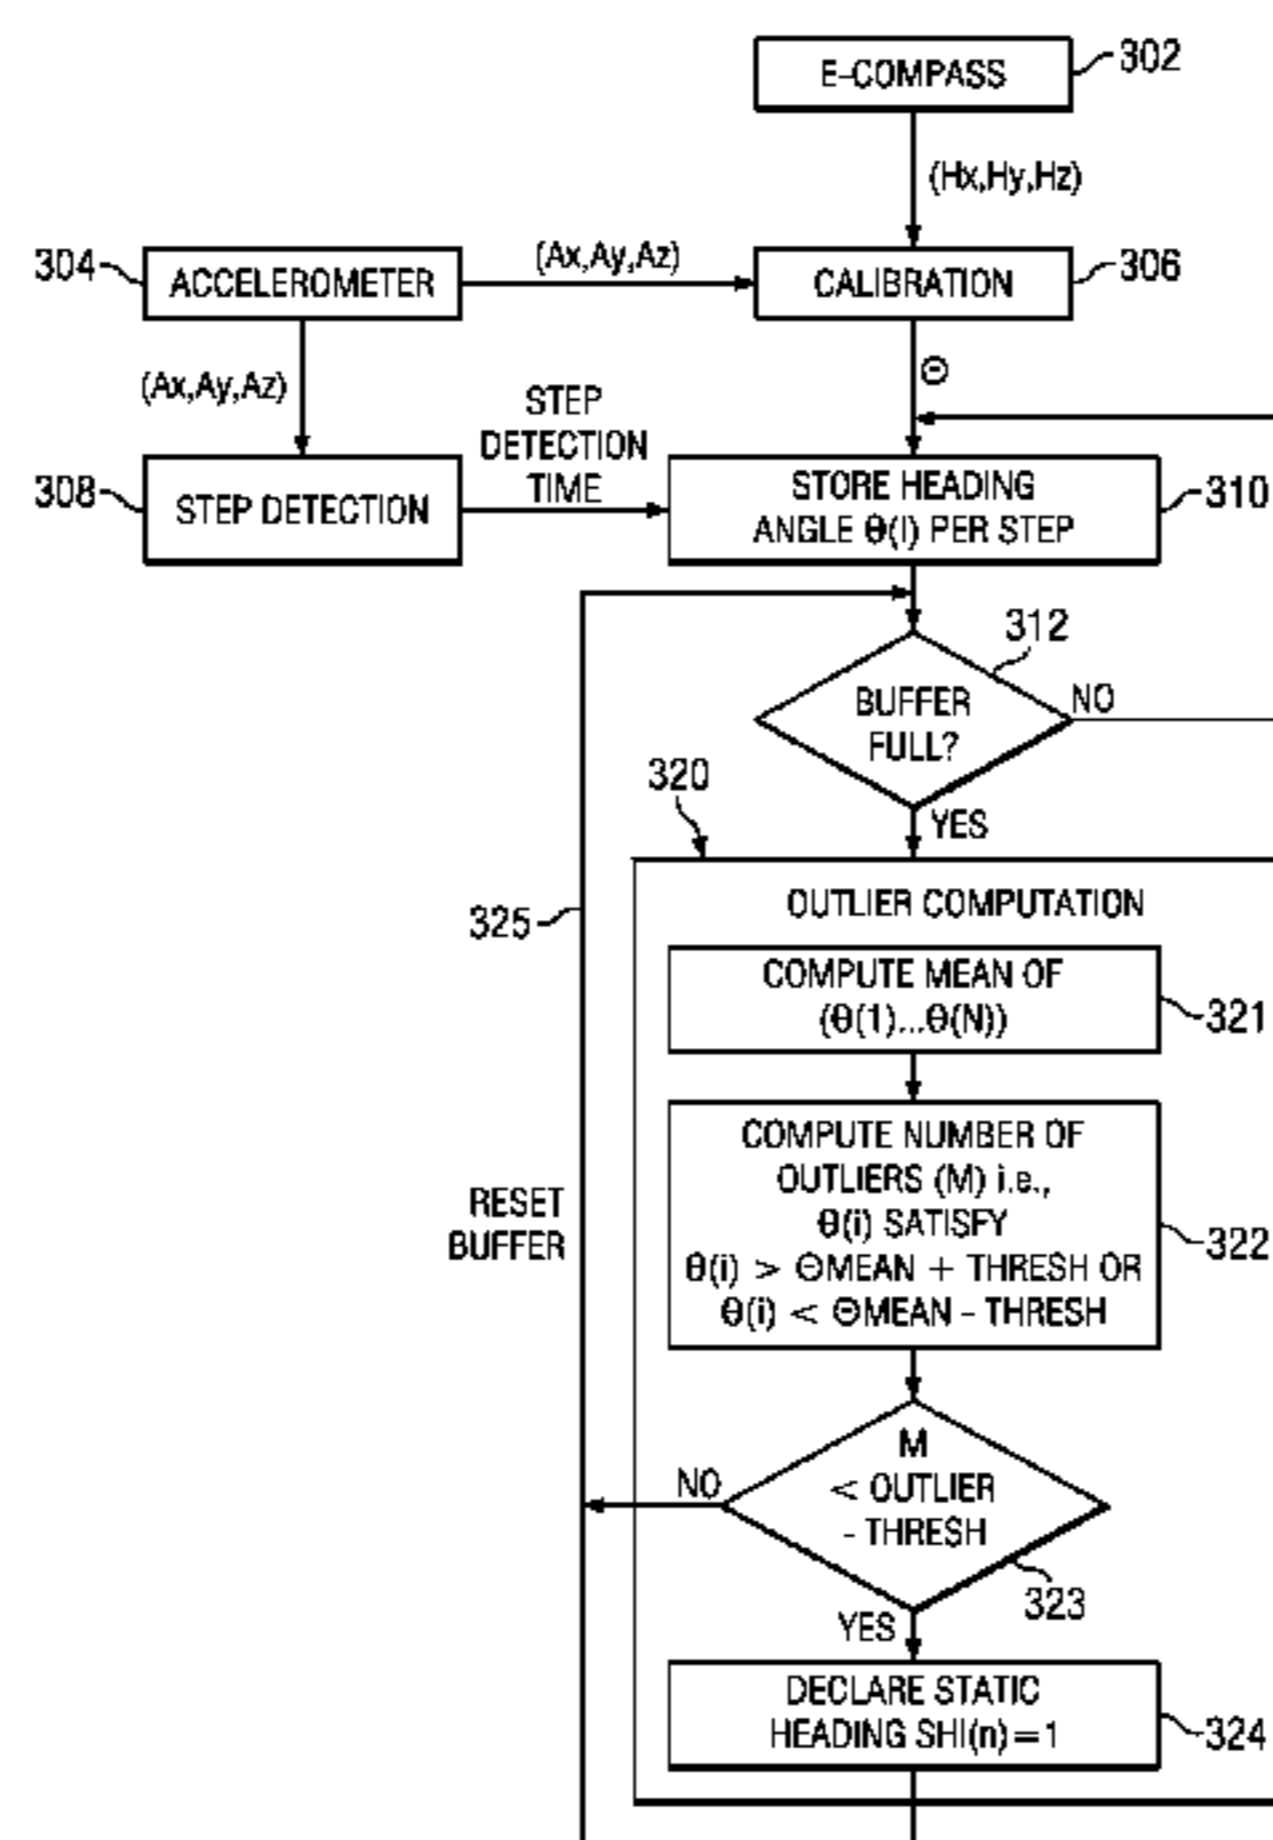 E-COMPASS
302
(Hx,Hy,Hz)
304
ACCELEROMETER
(Ax,Ay,Az)
CALIBRATION
306
(Ax,Ay,Az)
Θ
STEP
DETECTION
TIME
308
STEP DETECTION
STORE HEADING
ANGLE θ(i) PER STEP
310
312
BUFFER
FULL?
NO
YES
320
OUTLIER COMPUTATION
325
COMPUTE MEAN OF
(θ(1)...θ(N))
321
COMPUTE NUMBER OF
OUTLIERS (M) i.e.,
θ(i) SATISFY
θ(i) > ΘMEAN + THRESH OR
θ(i) < ΘMEAN - THRESH
322
RESET
BUFFER
M
< OUTLIER
- THRESH
NO
323
YES
DECLARE STATIC
HEADING SHI(n)=1
324